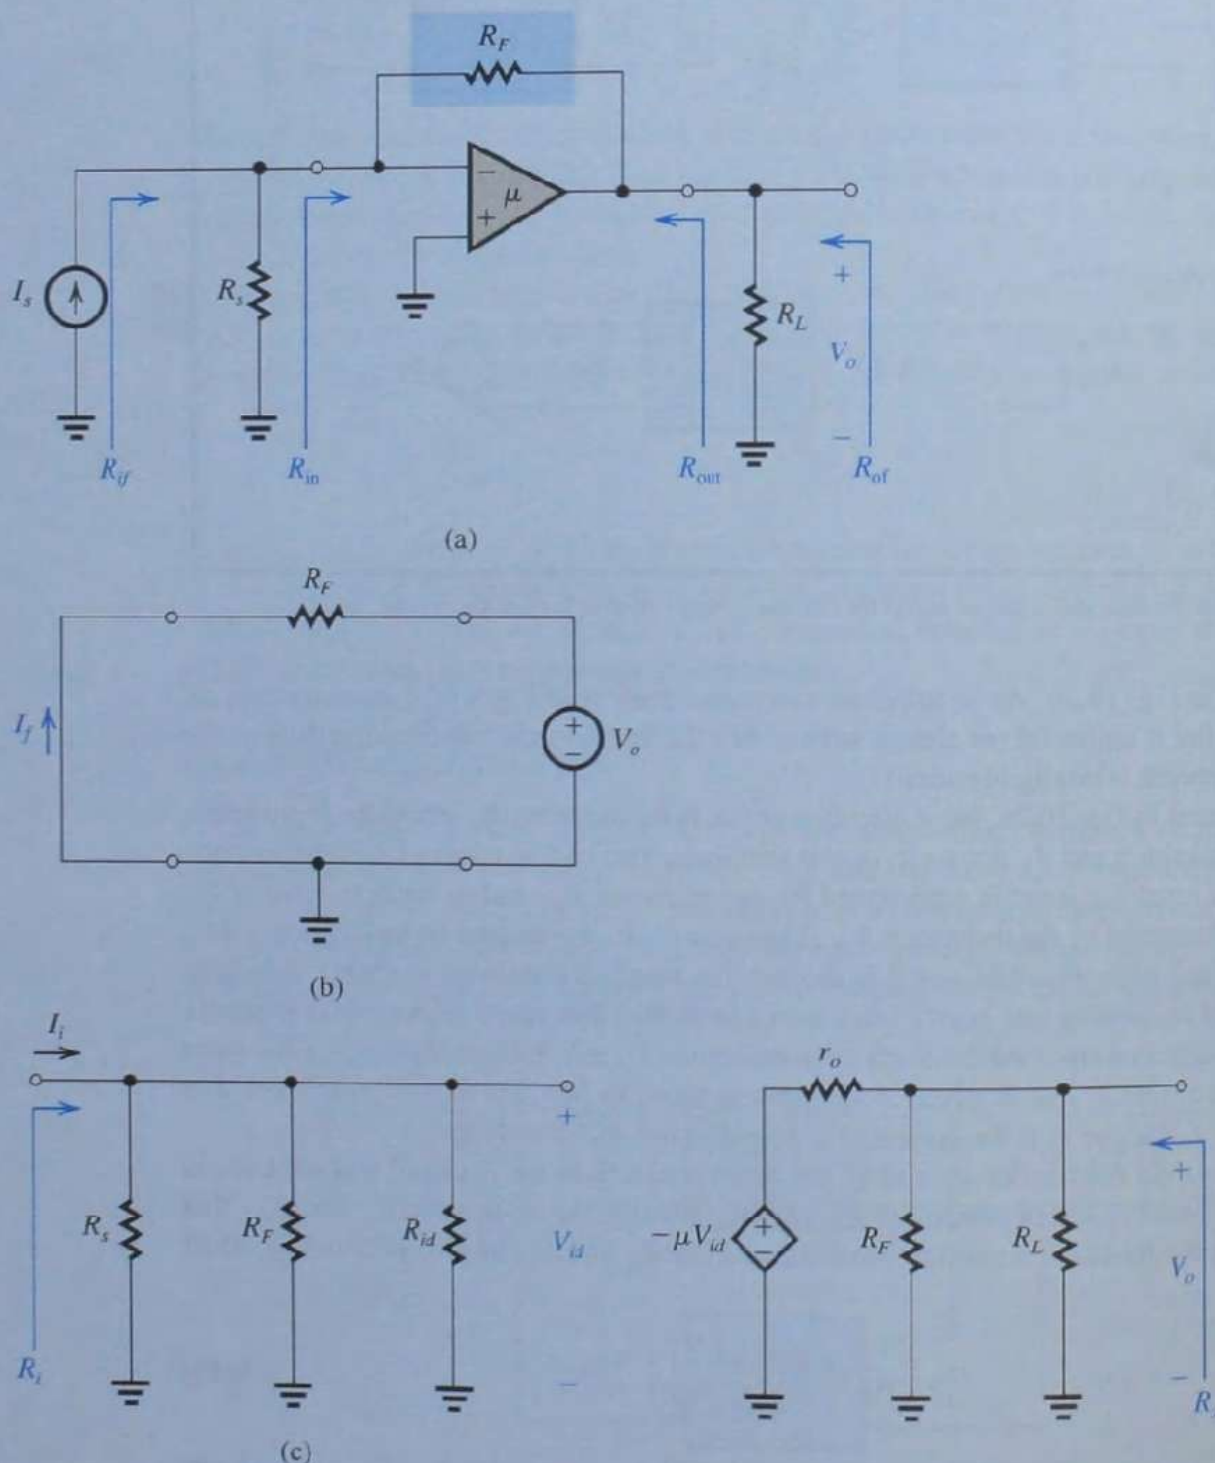 R_F
−
μ
+
I_s
R_s
R_L
+
V_o
−
R_if
R_in
R_out
R_of
(a)
R_F
I_f
+
−
V_o
(b)
I_i
r_o
+
+
R_s
R_F
R_id
V_id
−μV_id
+
−
R_F
R_L
V_o
R_i
−
−
(c)